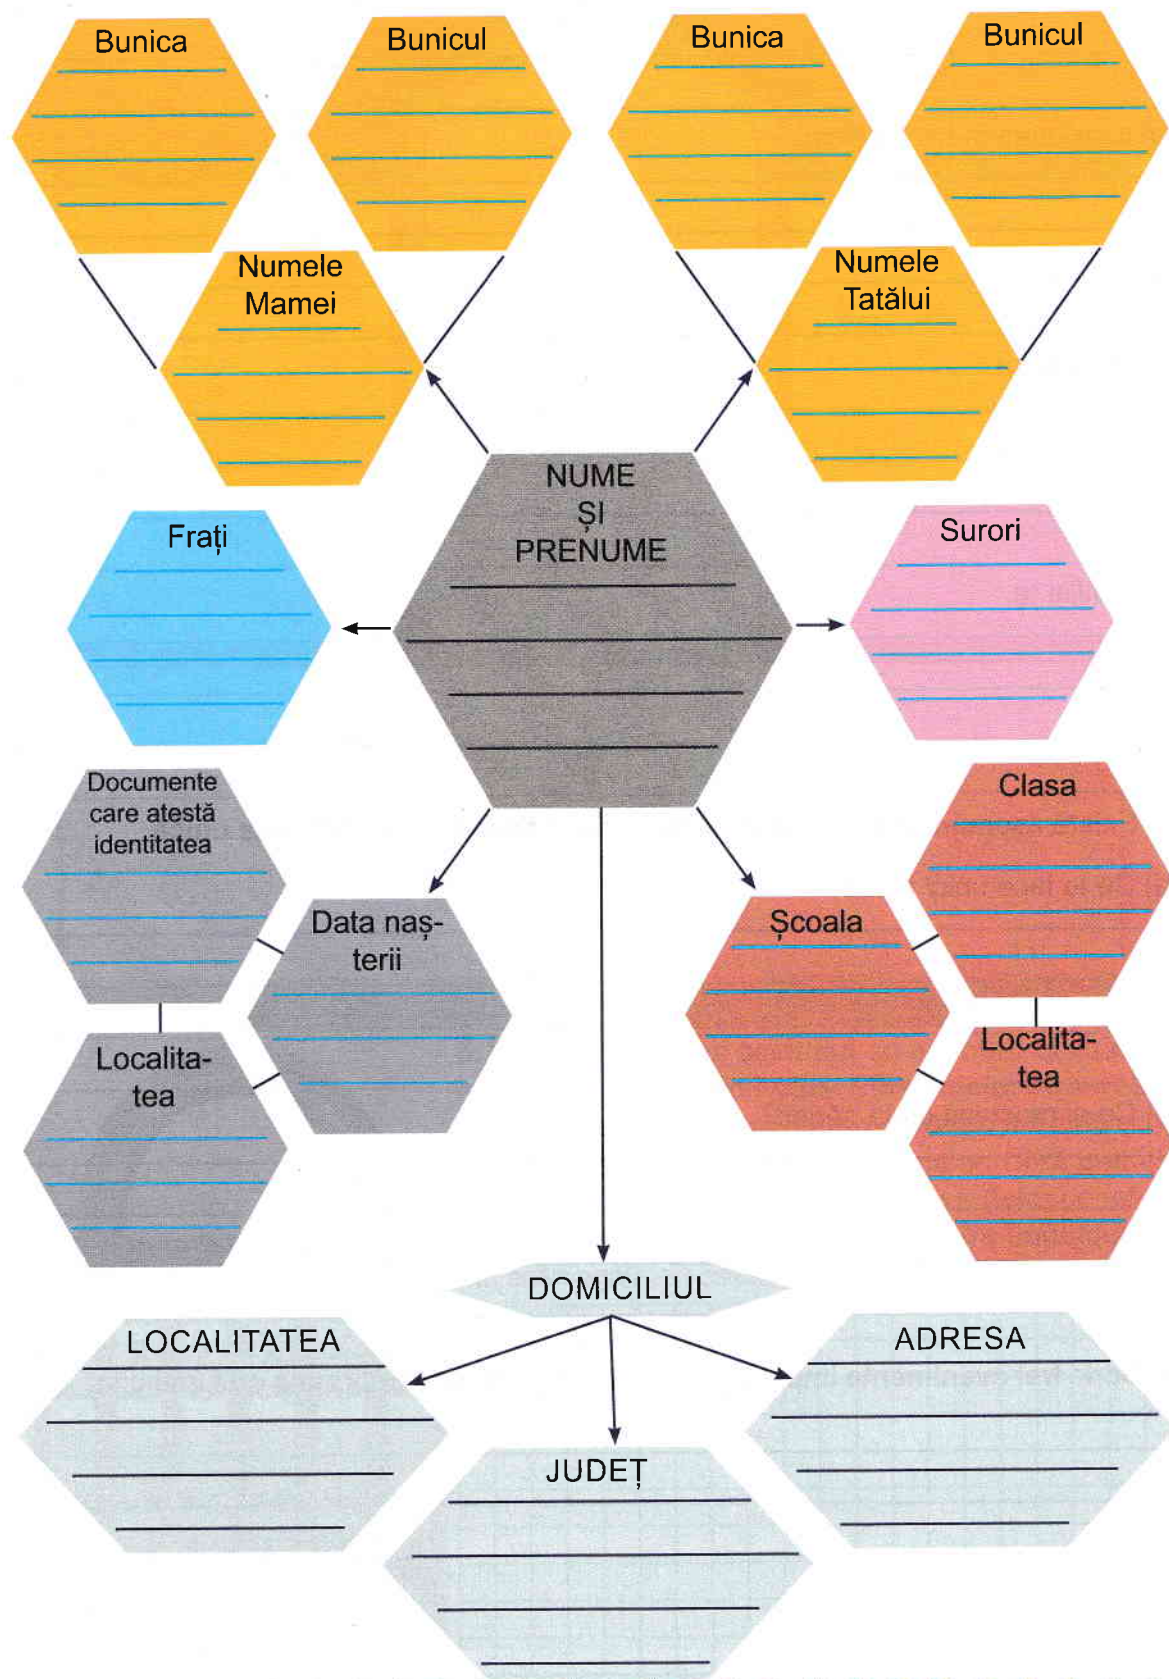 Bunica
Bunicul
Bunica
Bunicul
Numele
Mamei
Numele
Tatălui
NUME
ȘI
PRENUME
Frați
Surori
Documente
care atestă
identitatea
Data naș-
terii
Localita-
tea
Clasa
Școala
Localita-
tea
DOMICILIUL
LOCALITATEA
ADRESA
JUDEȚ